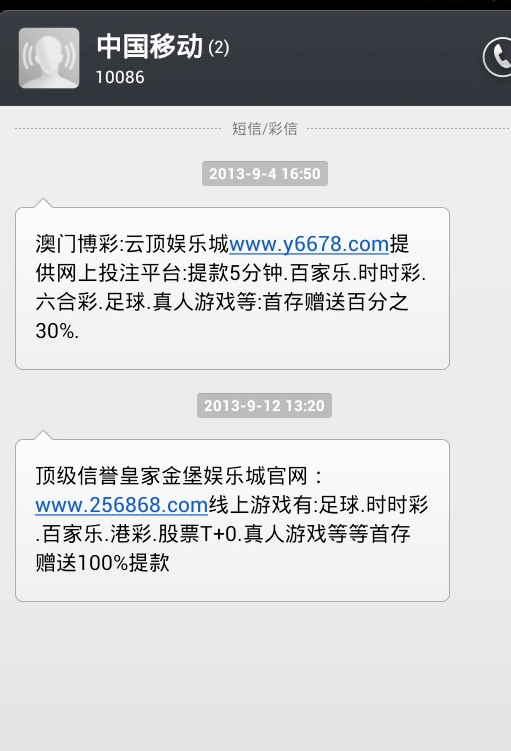 中国移动(2)
10086
短信/彩信
2013-9-4 16:50
澳门博彩:云顶娱乐城www.y6678.com提
供网上投注平台:提款5分钟.百家乐.时时彩.
六合彩.足球.真人游戏等:首存赠送百分之
30%.
2013-9-12 13:20
顶级信誉皇家金堡娱乐城官网：
www.256868.com线上游戏有:足球.时时彩
.百家乐.港彩.股票T+0.真人游戏等等首存
赠送100%提款